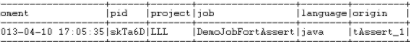 oment |pid |project|job |language|origin
013-04-10 17:05:35|skTa6D|LLL |DemoJobFortAssert|java |tAssert_1